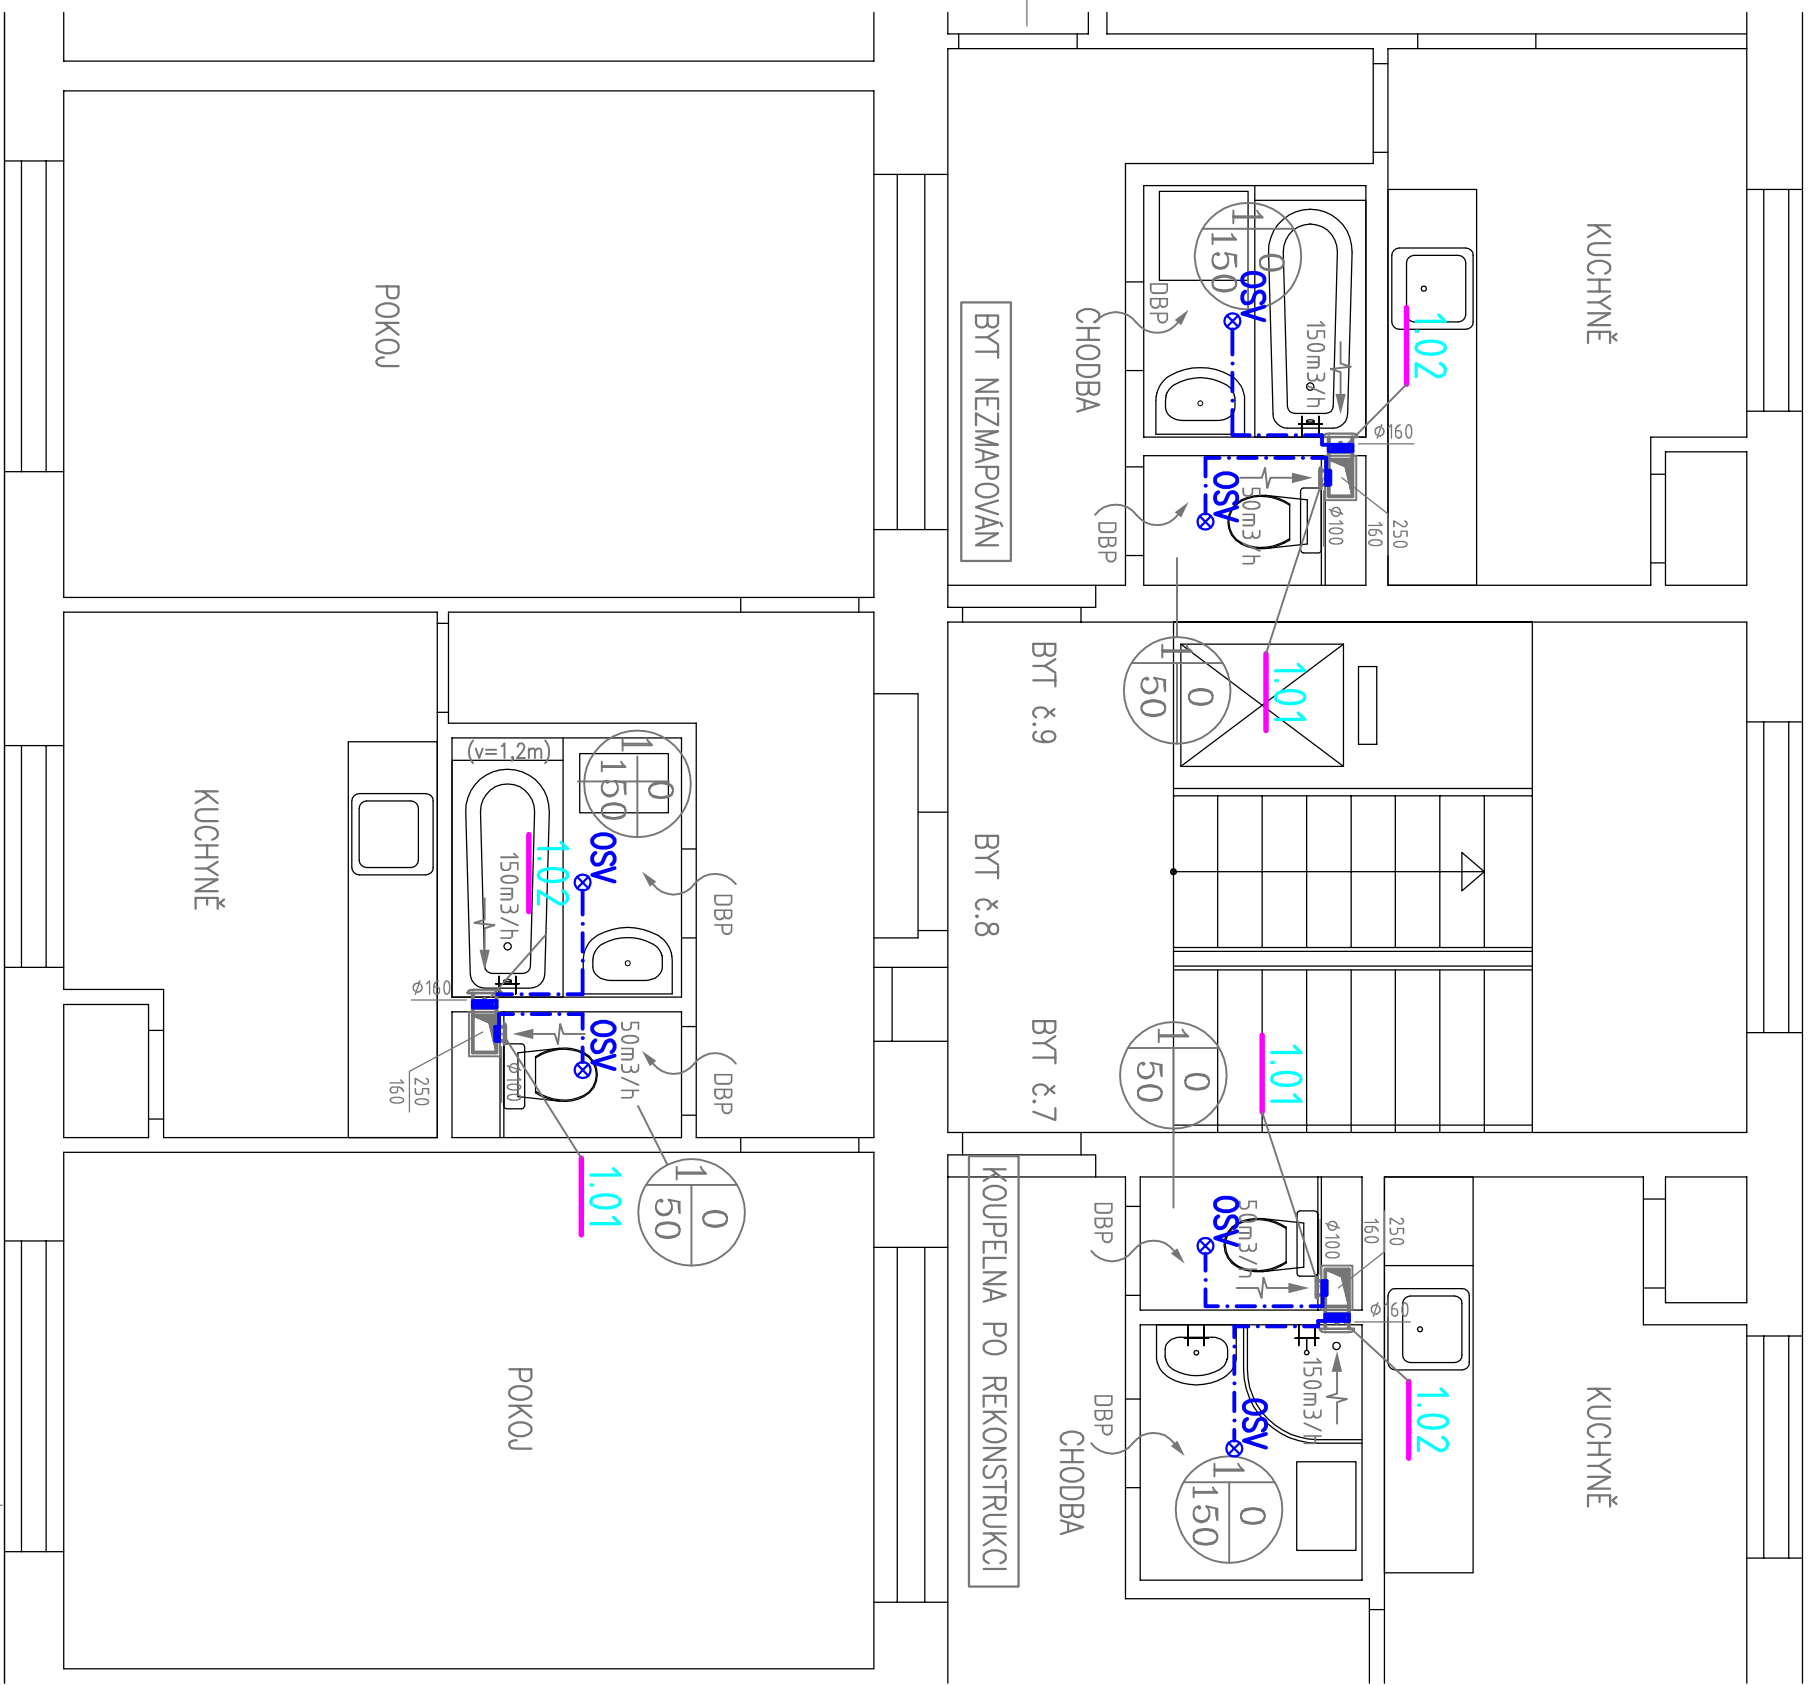 KUCHYNĚ
1.02
1
0
150
OSV
150m3/h
DBP
CHODBA
BYT NEZMAPOVÁN
POKOJ
ø160
OSV
50m3/h
ø100
250
160
DBP
1.01
1
0
50
BYT č.9
BYT č.8
BYT č.7
(v=1,2m)
1
0
150
OSV
1.02
150m3/h
DBP
KUCHYNĚ
ø160
OSV
50m3/h
ø100
250
160
DBP
1.01
1
0
50
1.01
1
0
50
KOUPELNA PO REKONSTRUKCI
DBP
OSV
50m3/h
ø100
250
160
ø160
150m3/h
OSV
DBP
CHODBA
1
0
150
1.02
KUCHYNĚ
POKOJ